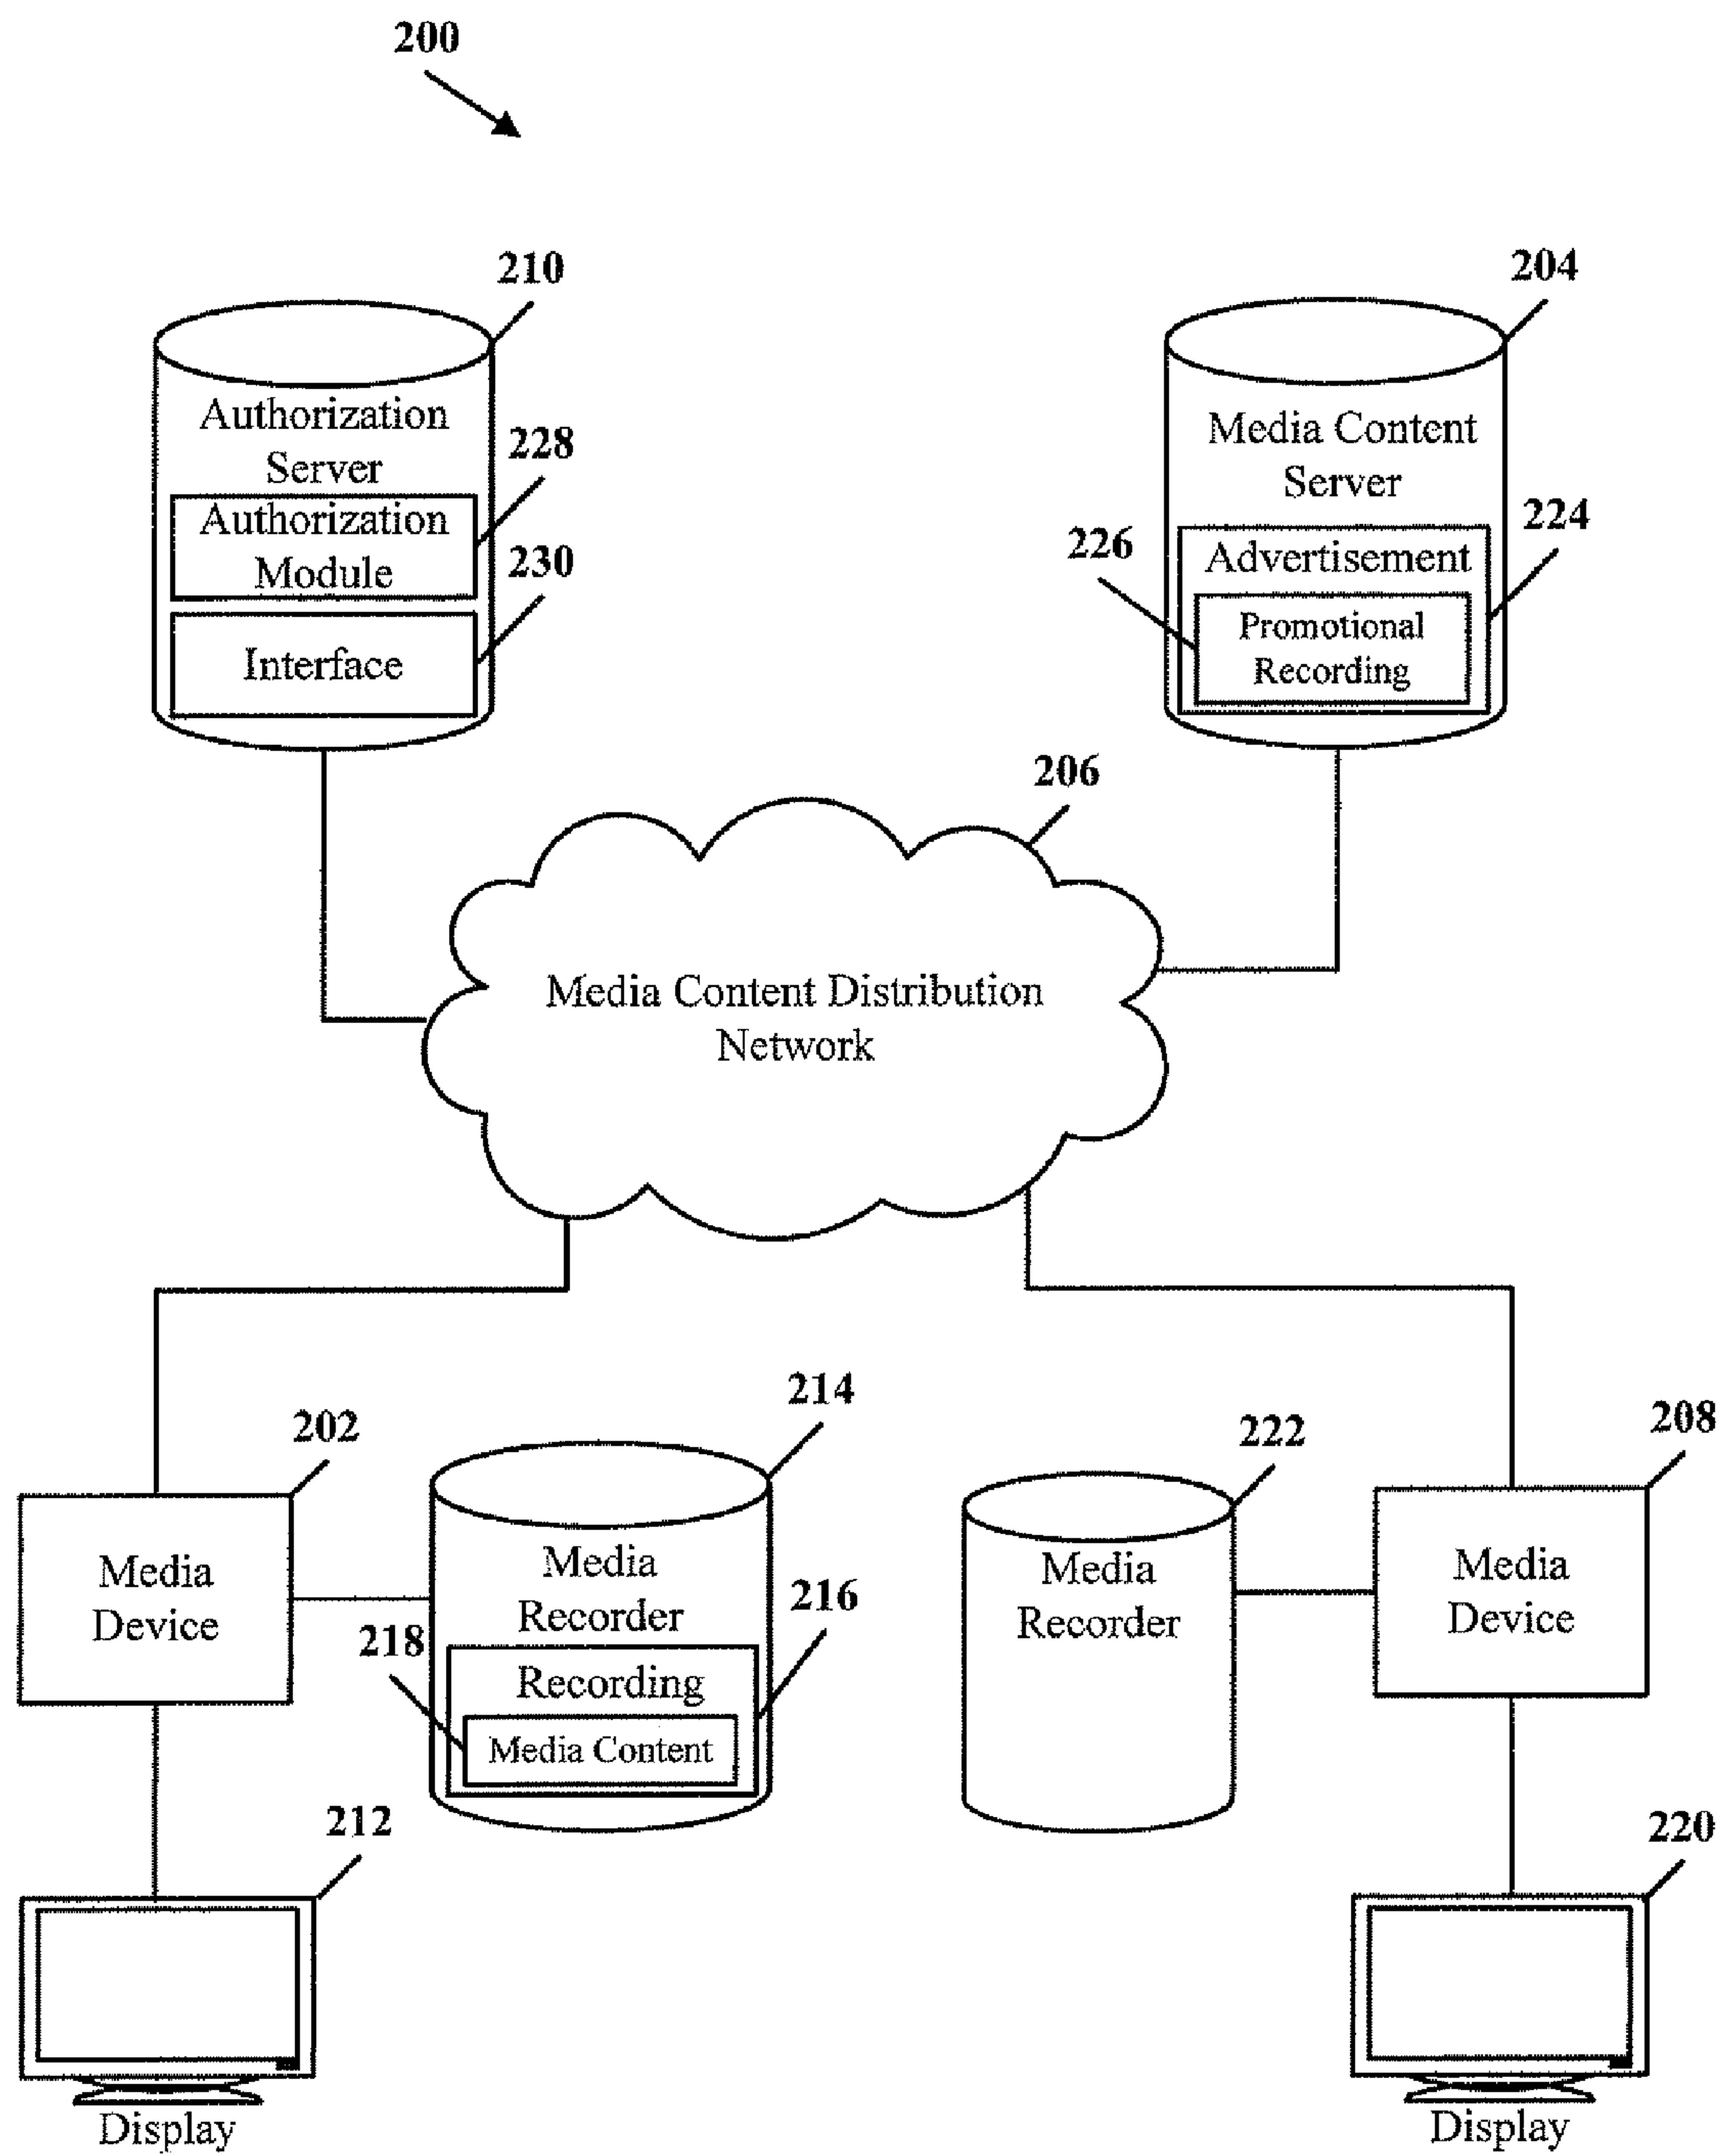 200
210
204
Authorization
Server
228
Authorization
Module
230
Interface
Media Content
Server
224
226
Advertisement
Promotional
Recording
206
Media Content Distribution
Network
202
214
222
208
Media
Device
Media
Recorder
216
218
Recording
Media Content
Media
Recorder
Media
Device
212
220
Display
Display